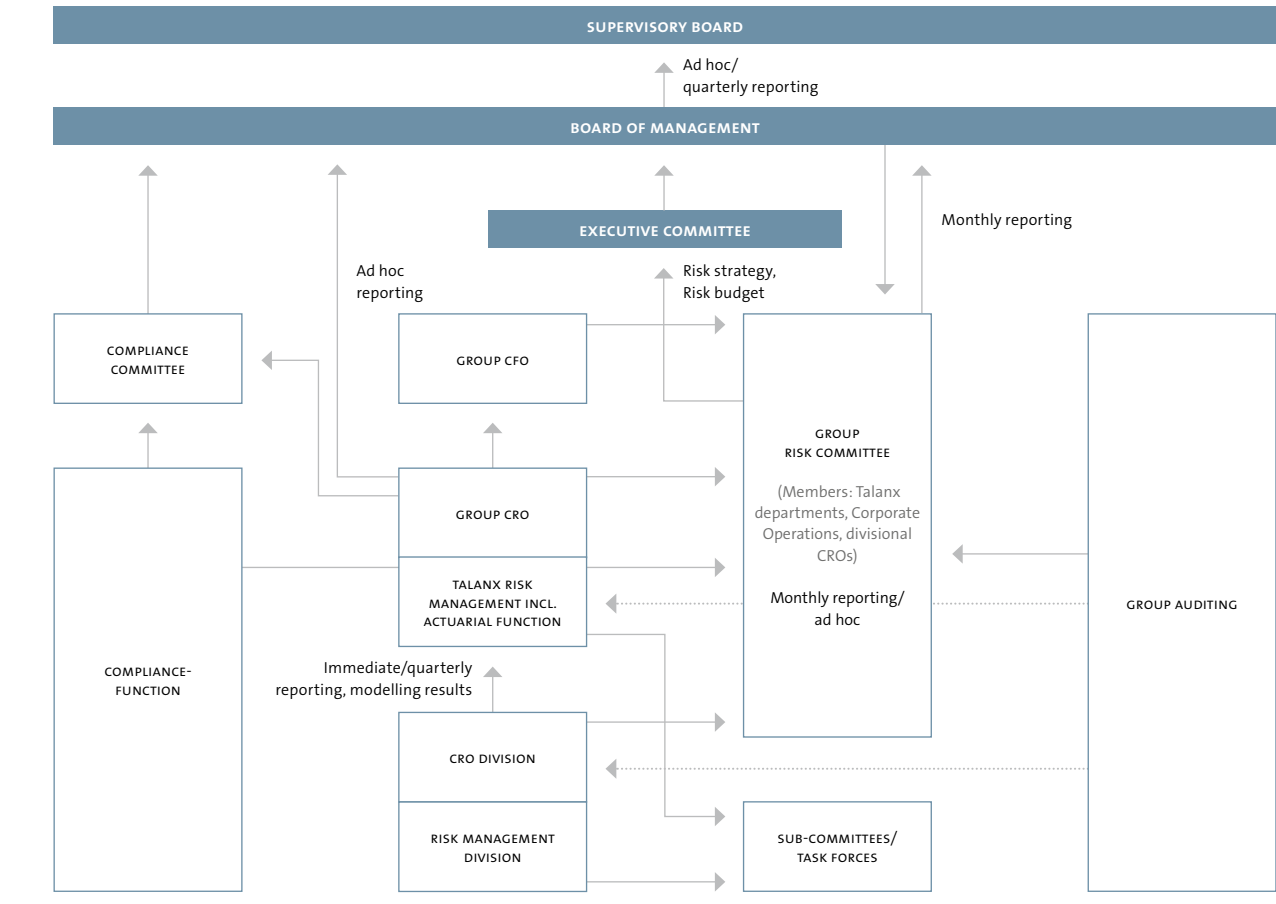 SUPERVISORY BOARD
Ad hoc/
quarterly reporting
BOARD OF MANAGEMENT
Monthly reporting
EXECUTIVE COMMITTEE
Ad hoc
reporting
Risk strategy,
Risk budget
COMPLIANCE
COMMITTEE
GROUP CFO
GROUP
RISK COMMITTEE
(Members: Talanx
departments, Corporate
Operations, divisional
CROs)
Monthly reporting/
ad hoc
GROUP CRO
TALANX RISK
MANAGEMENT INCL.
ACTUARIAL FUNCTION
GROUP AUDITING
COMPLIANCE-
FUNCTION
Immediate/quarterly
reporting, modelling results
CRO DIVISION
RISK MANAGEMENT
DIVISION
SUB-COMMITTEES/
TASK FORCES